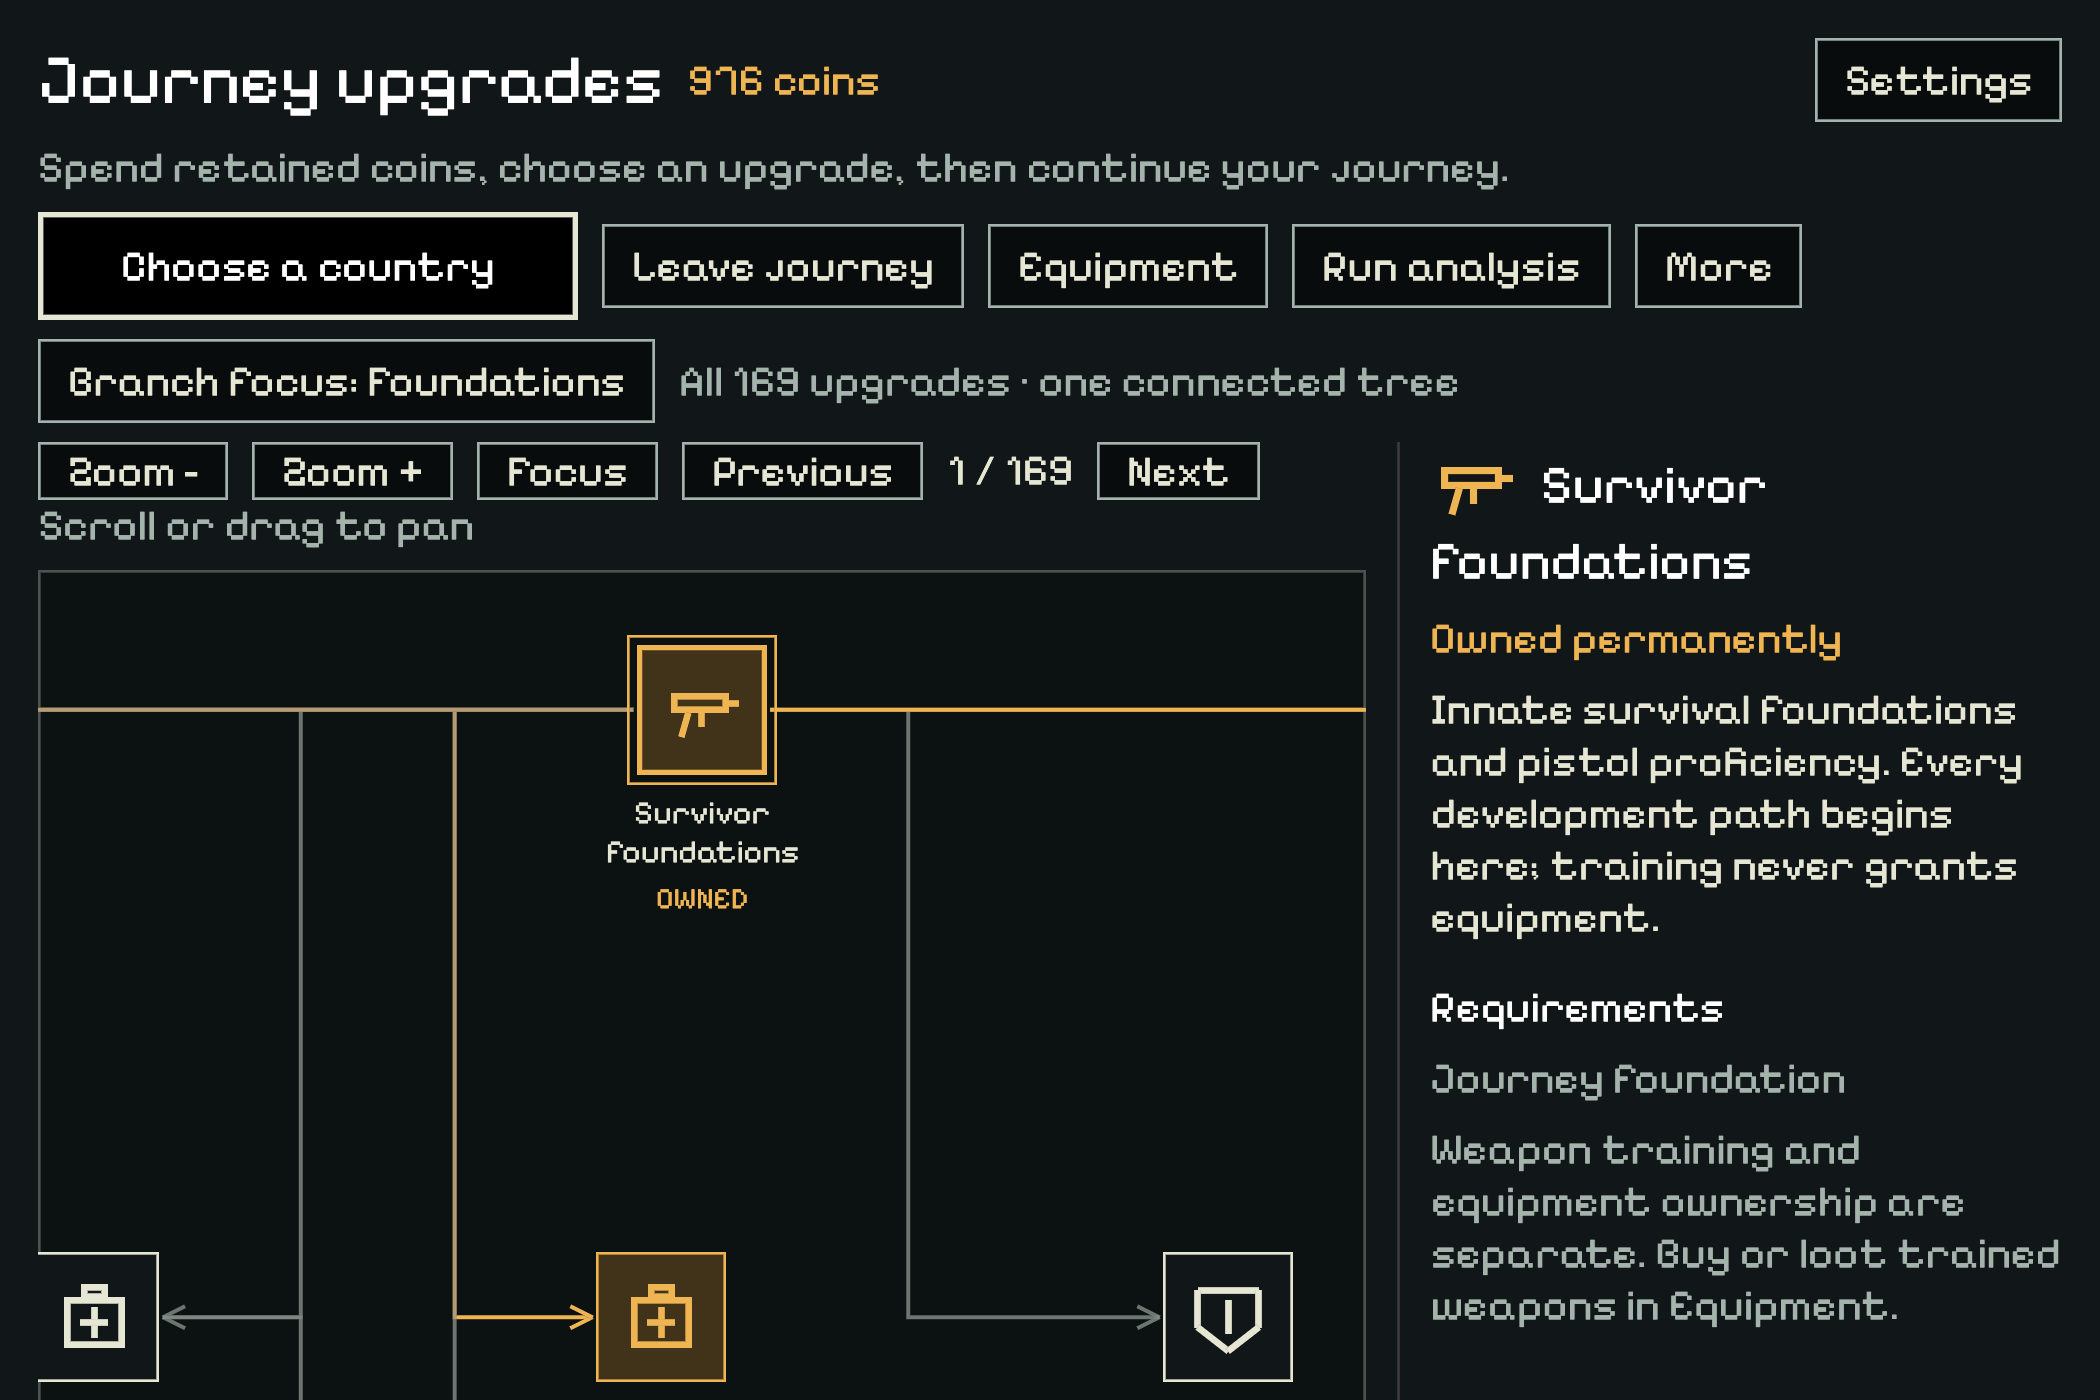 Journey upgrades 976 coins
Settings
Spend retained coins, choose an upgrade, then continue your journey.
Choose a country
Leave journey
Equipment
Run analysis
More
Branch focus: Foundations
All 169 upgrades · one connected tree
Zoom -
Zoom +
Focus
Previous
1 / 169
Next
Scroll or drag to pan
Survivor
Foundations
OWNED
Survivor
Foundations
Owned permanently
Innate survival foundations
and pistol proficiency. Every
development path begins
here; training never grants
equipment.
Requirements
Journey foundation
Weapon training and
equipment ownership are
separate. Buy or loot trained
weapons in Equipment.